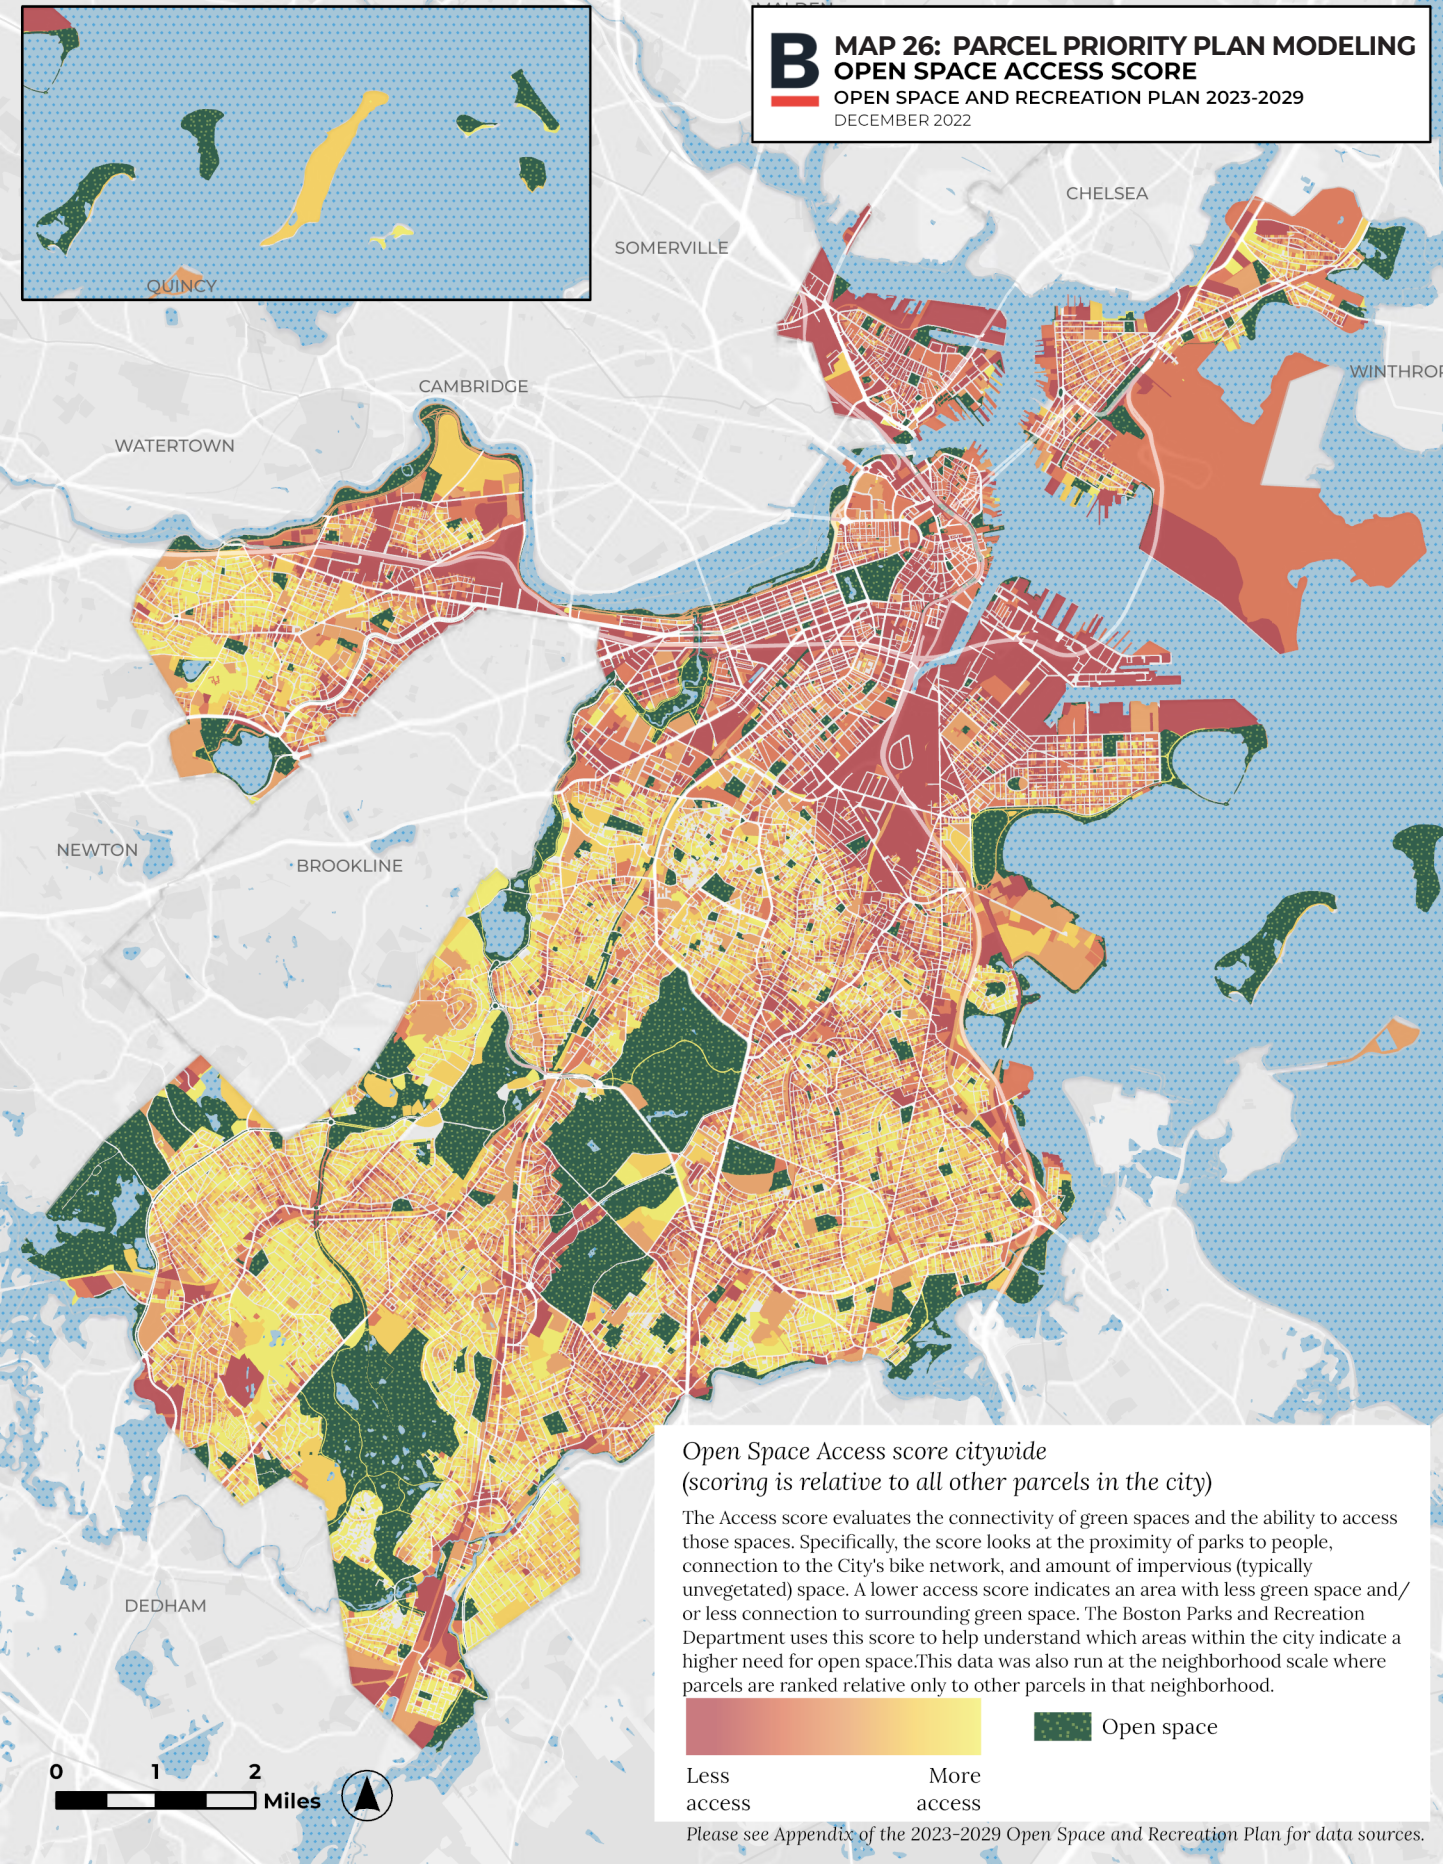 MALDEN
B
MAP 26: PARCEL PRIORITY PLAN MODELING
OPEN SPACE ACCESS SCORE
OPEN SPACE AND RECREATION PLAN 2023-2029
DECEMBER 2022
CHELSEA
SOMERVILLE
QUINCY
WINTHROP
CAMBRIDGE
WATERTOWN
NEWTON
BROOKLINE
DEDHAM
Open Space Access score citywide
(scoring is relative to all other parcels in the city)
The Access score evaluates the connectivity of green spaces and the ability to access
those spaces. Specifically, the score looks at the proximity of parks to people,
connection to the City's bike network, and amount of impervious (typically
unvegetated) space. A lower access score indicates an area with less green space and/
or less connection to surrounding green space. The Boston Parks and Recreation
Department uses this score to help understand which areas within the city indicate a
higher need for open space.This data was also run at the neighborhood scale where
parcels are ranked relative only to other parcels in that neighborhood.
Open space
Less access
More access
0 1 2
Miles
Please see Appendix of the 2023-2029 Open Space and Recreation Plan for data sources.